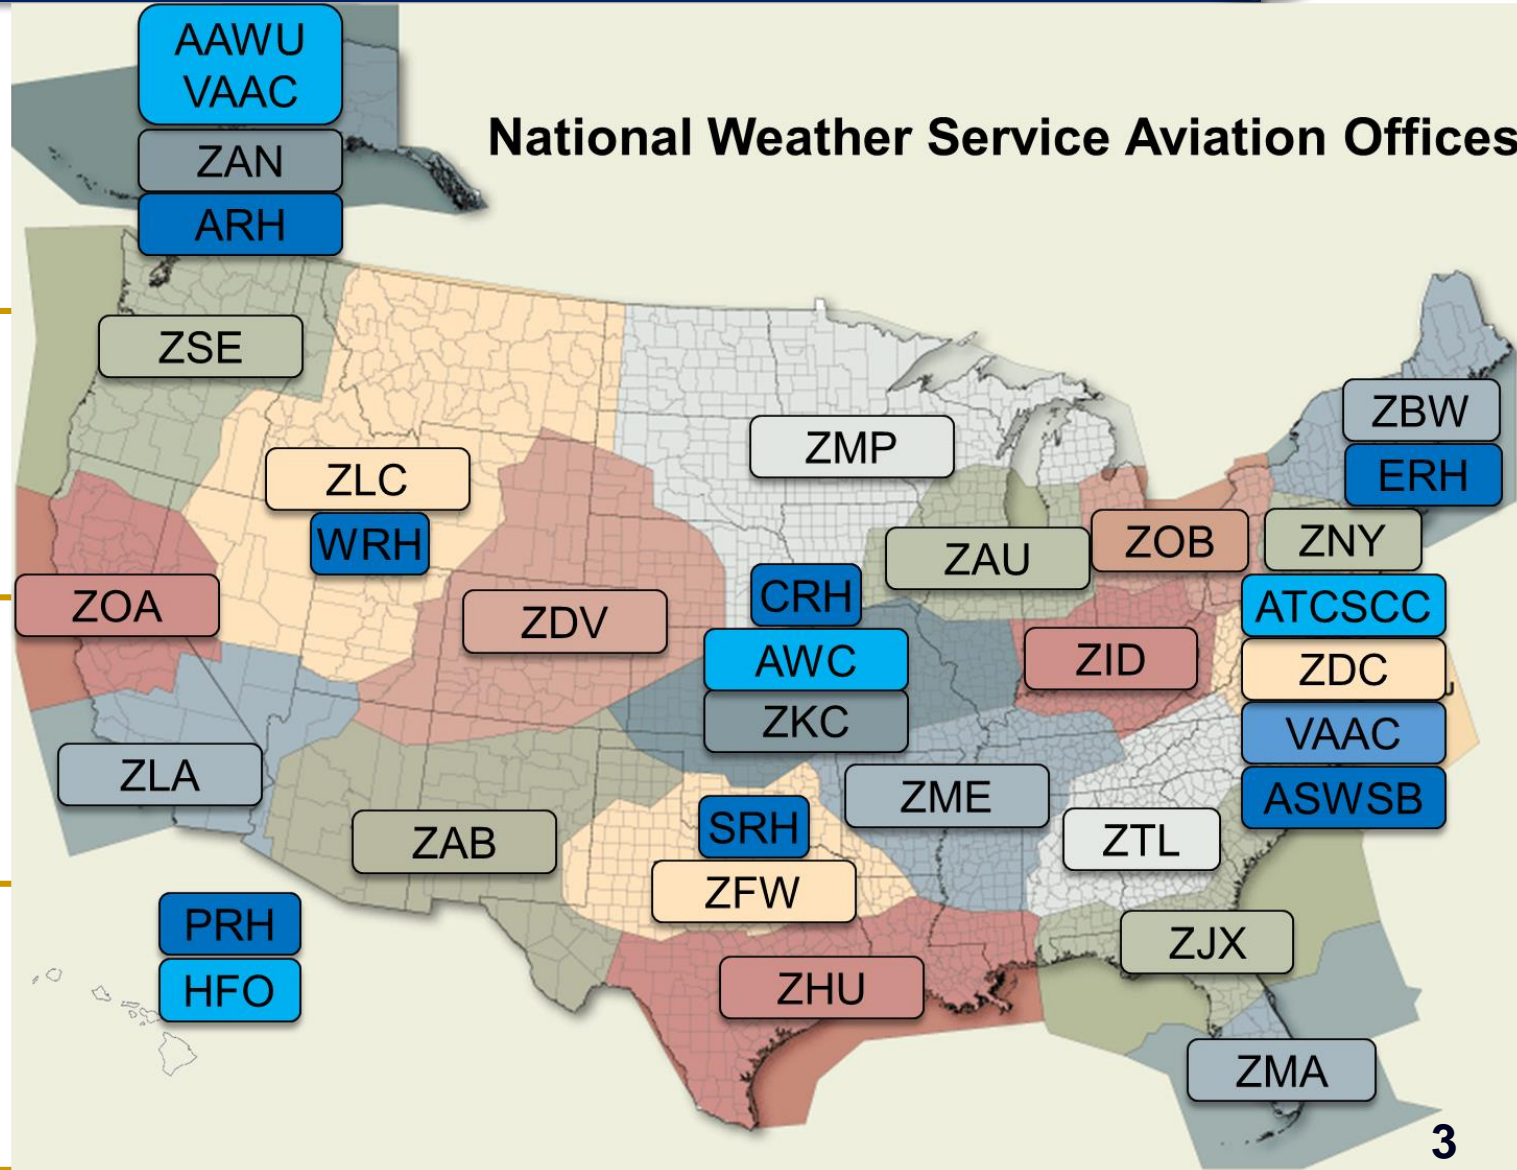 AAWU
VAAC
ZAN
ARH
National Weather Service Aviation Offices
ZSE
ZBW
ZMP
ERH
ZLC
WRH
ZAU
ZOB
ZNY
CRH
ZOA
ZDV
ATCSCC
AWC
ZID
ZDC
ZKC
VAAC
ZLA
ZME
ASWSB
SRH
ZAB
ZTL
ZFW
PRH
ZJX
HFO
ZHU
ZMA
3